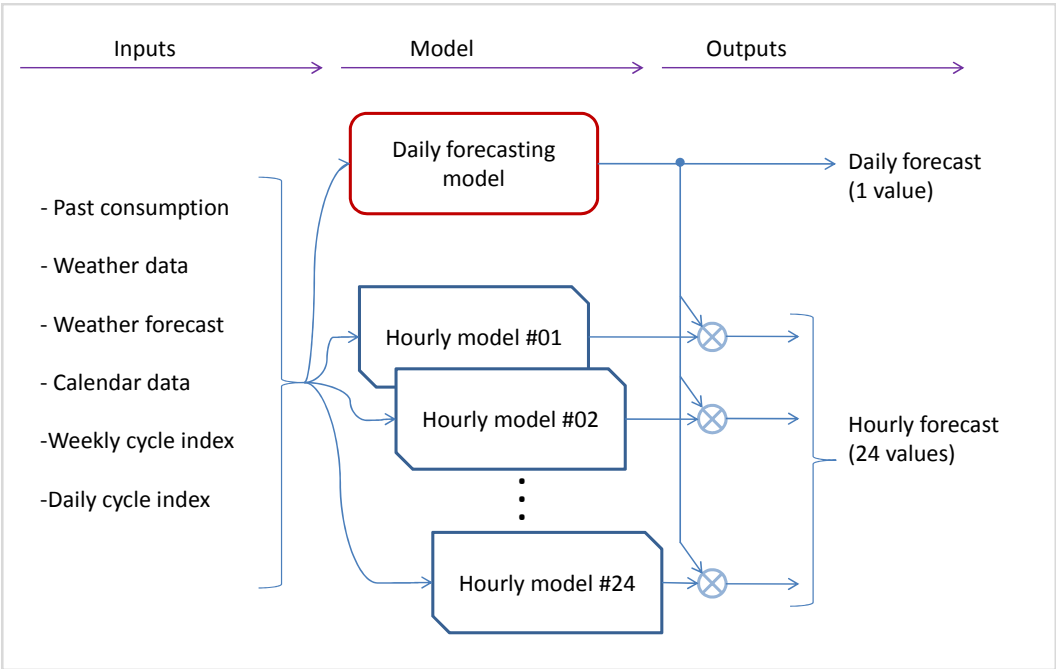 Inputs
Model
Outputs
Daily forecasting
model
Daily forecast
(1 value)
- Past consumption
- Weather data
- Weather forecast
- Calendar data
-Weekly cycle index
-Daily cycle index
Hourly model #01
Hourly model #02
Hourly model #24
Hourly forecast
(24 values)